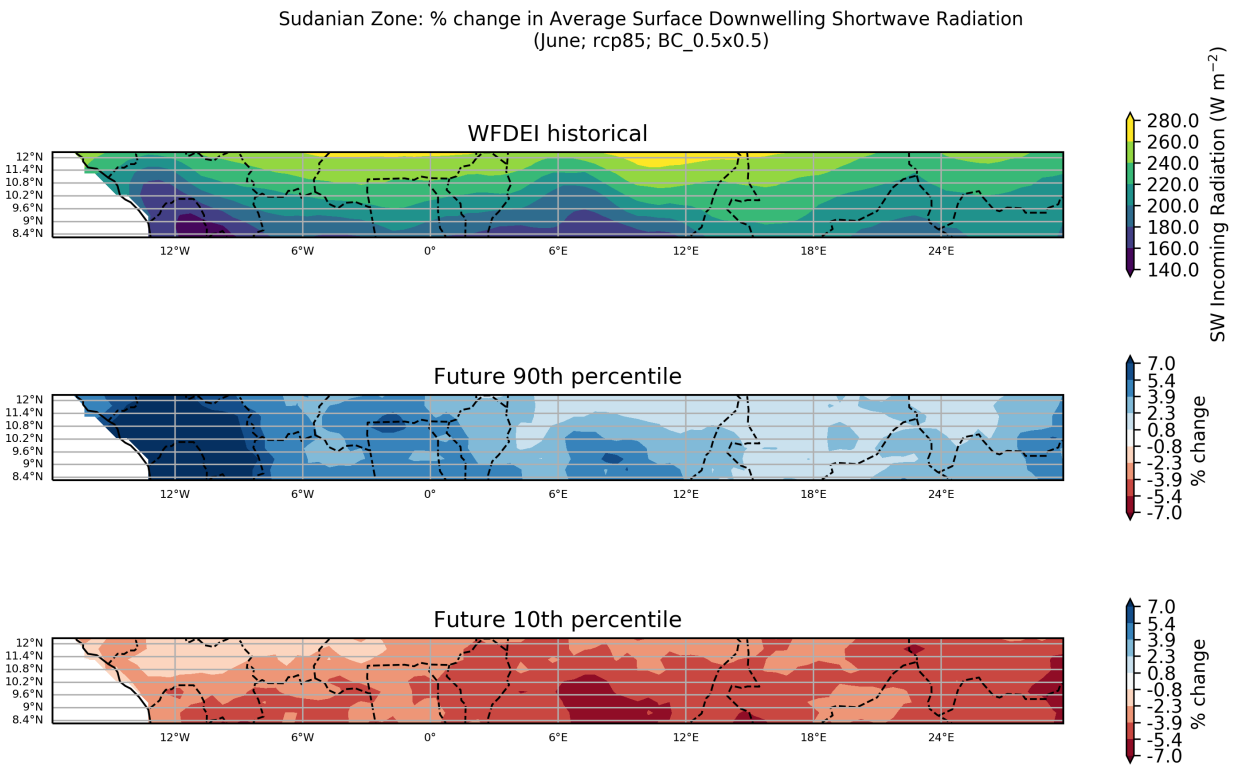 Sudanian Zone: % change in Average Surface Downwelling Shortwave Radiation
(June; rcp85; BC_0.5x0.5)
WFDEI historical
12°N
11.4°N
10.8°N
10.2°N
9.6°N
9°N
8.4°N
12°W 6°W 0° 6°E 12°E 18°E 24°E
280.0
260.0
240.0
220.0
200.0
180.0
160.0
140.0
SW Incoming Radiation (W m⁻²)
Future 90th percentile
12°N
11.4°N
10.8°N
10.2°N
9.6°N
9°N
8.4°N
12°W 6°W 0° 6°E 12°E 18°E 24°E
7.0
5.4
3.9
2.3
0.8
-0.8
-2.3
-3.9
-5.4
-7.0
% change
Future 10th percentile
12°N
11.4°N
10.8°N
10.2°N
9.6°N
9°N
8.4°N
12°W 6°W 0° 6°E 12°E 18°E 24°E
7.0
5.4
3.9
2.3
0.8
-0.8
-2.3
-3.9
-5.4
-7.0
% change